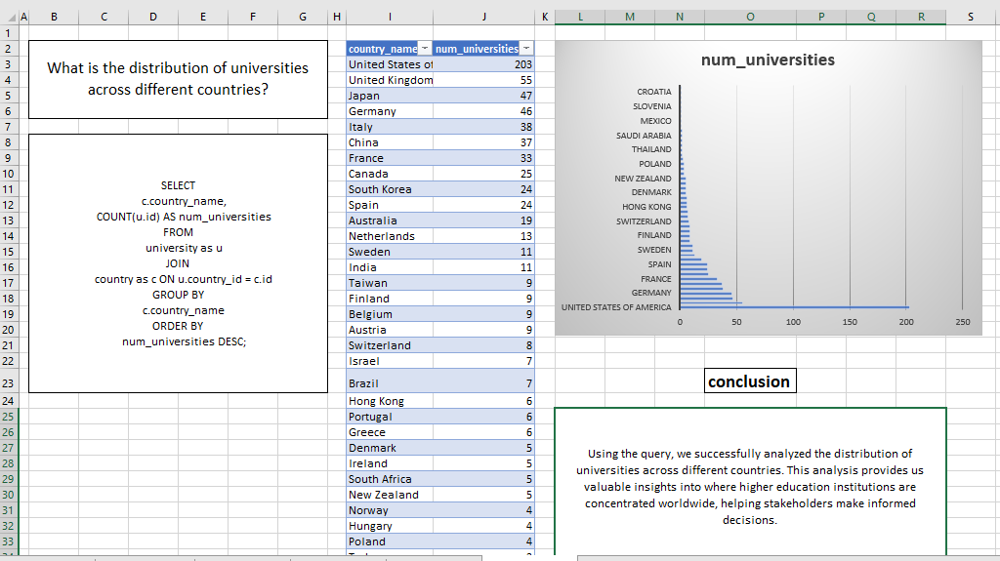 A B C D E F G H I J K L M N O P Q R S
1
2 country_name num_universities
What is the distribution of universities
across different countries?
SELECT
c.country_name,
COUNT(u.id) AS num_universities
FROM
university as u
JOIN
country as c ON u.country_id = c.id
GROUP BY
c.country_name
ORDER BY
num_universities DESC;
3 United States of 203
4 United Kingdom 55
5 Japan 47
6 Germany 46
7 Italy 38
8 China 37
9 France 33
10 Canada 25
11 South Korea 24
12 Spain 24
13 Australia 19
14 Netherlands 13
15 Sweden 11
16 India 11
17 Taiwan 9
18 Finland 9
19 Belgium 9
20 Austria 9
21 Switzerland 8
22 Israel 7
23 Brazil 7
24 Hong Kong 6
25 Portugal 6
26 Greece 6
27 Denmark 5
28 Ireland 5
29 South Africa 5
30 New Zealand 5
31 Norway 4
32 Hungary 4
33 Poland 4
num_universities
CROATIA
SLOVENIA
MEXICO
SAUDI ARABIA
THAILAND
POLAND
NEW ZEALAND
DENMARK
HONG KONG
SWITZERLAND
FINLAND
SWEDEN
SPAIN
FRANCE
GERMANY
UNITED STATES OF AMERICA
0 50 100 150 200 250
conclusion
Using the query, we successfully analyzed the distribution of
universities across different countries. This analysis provides us
valuable insights into where higher education institutions are
concentrated worldwide, helping stakeholders make informed
decisions.